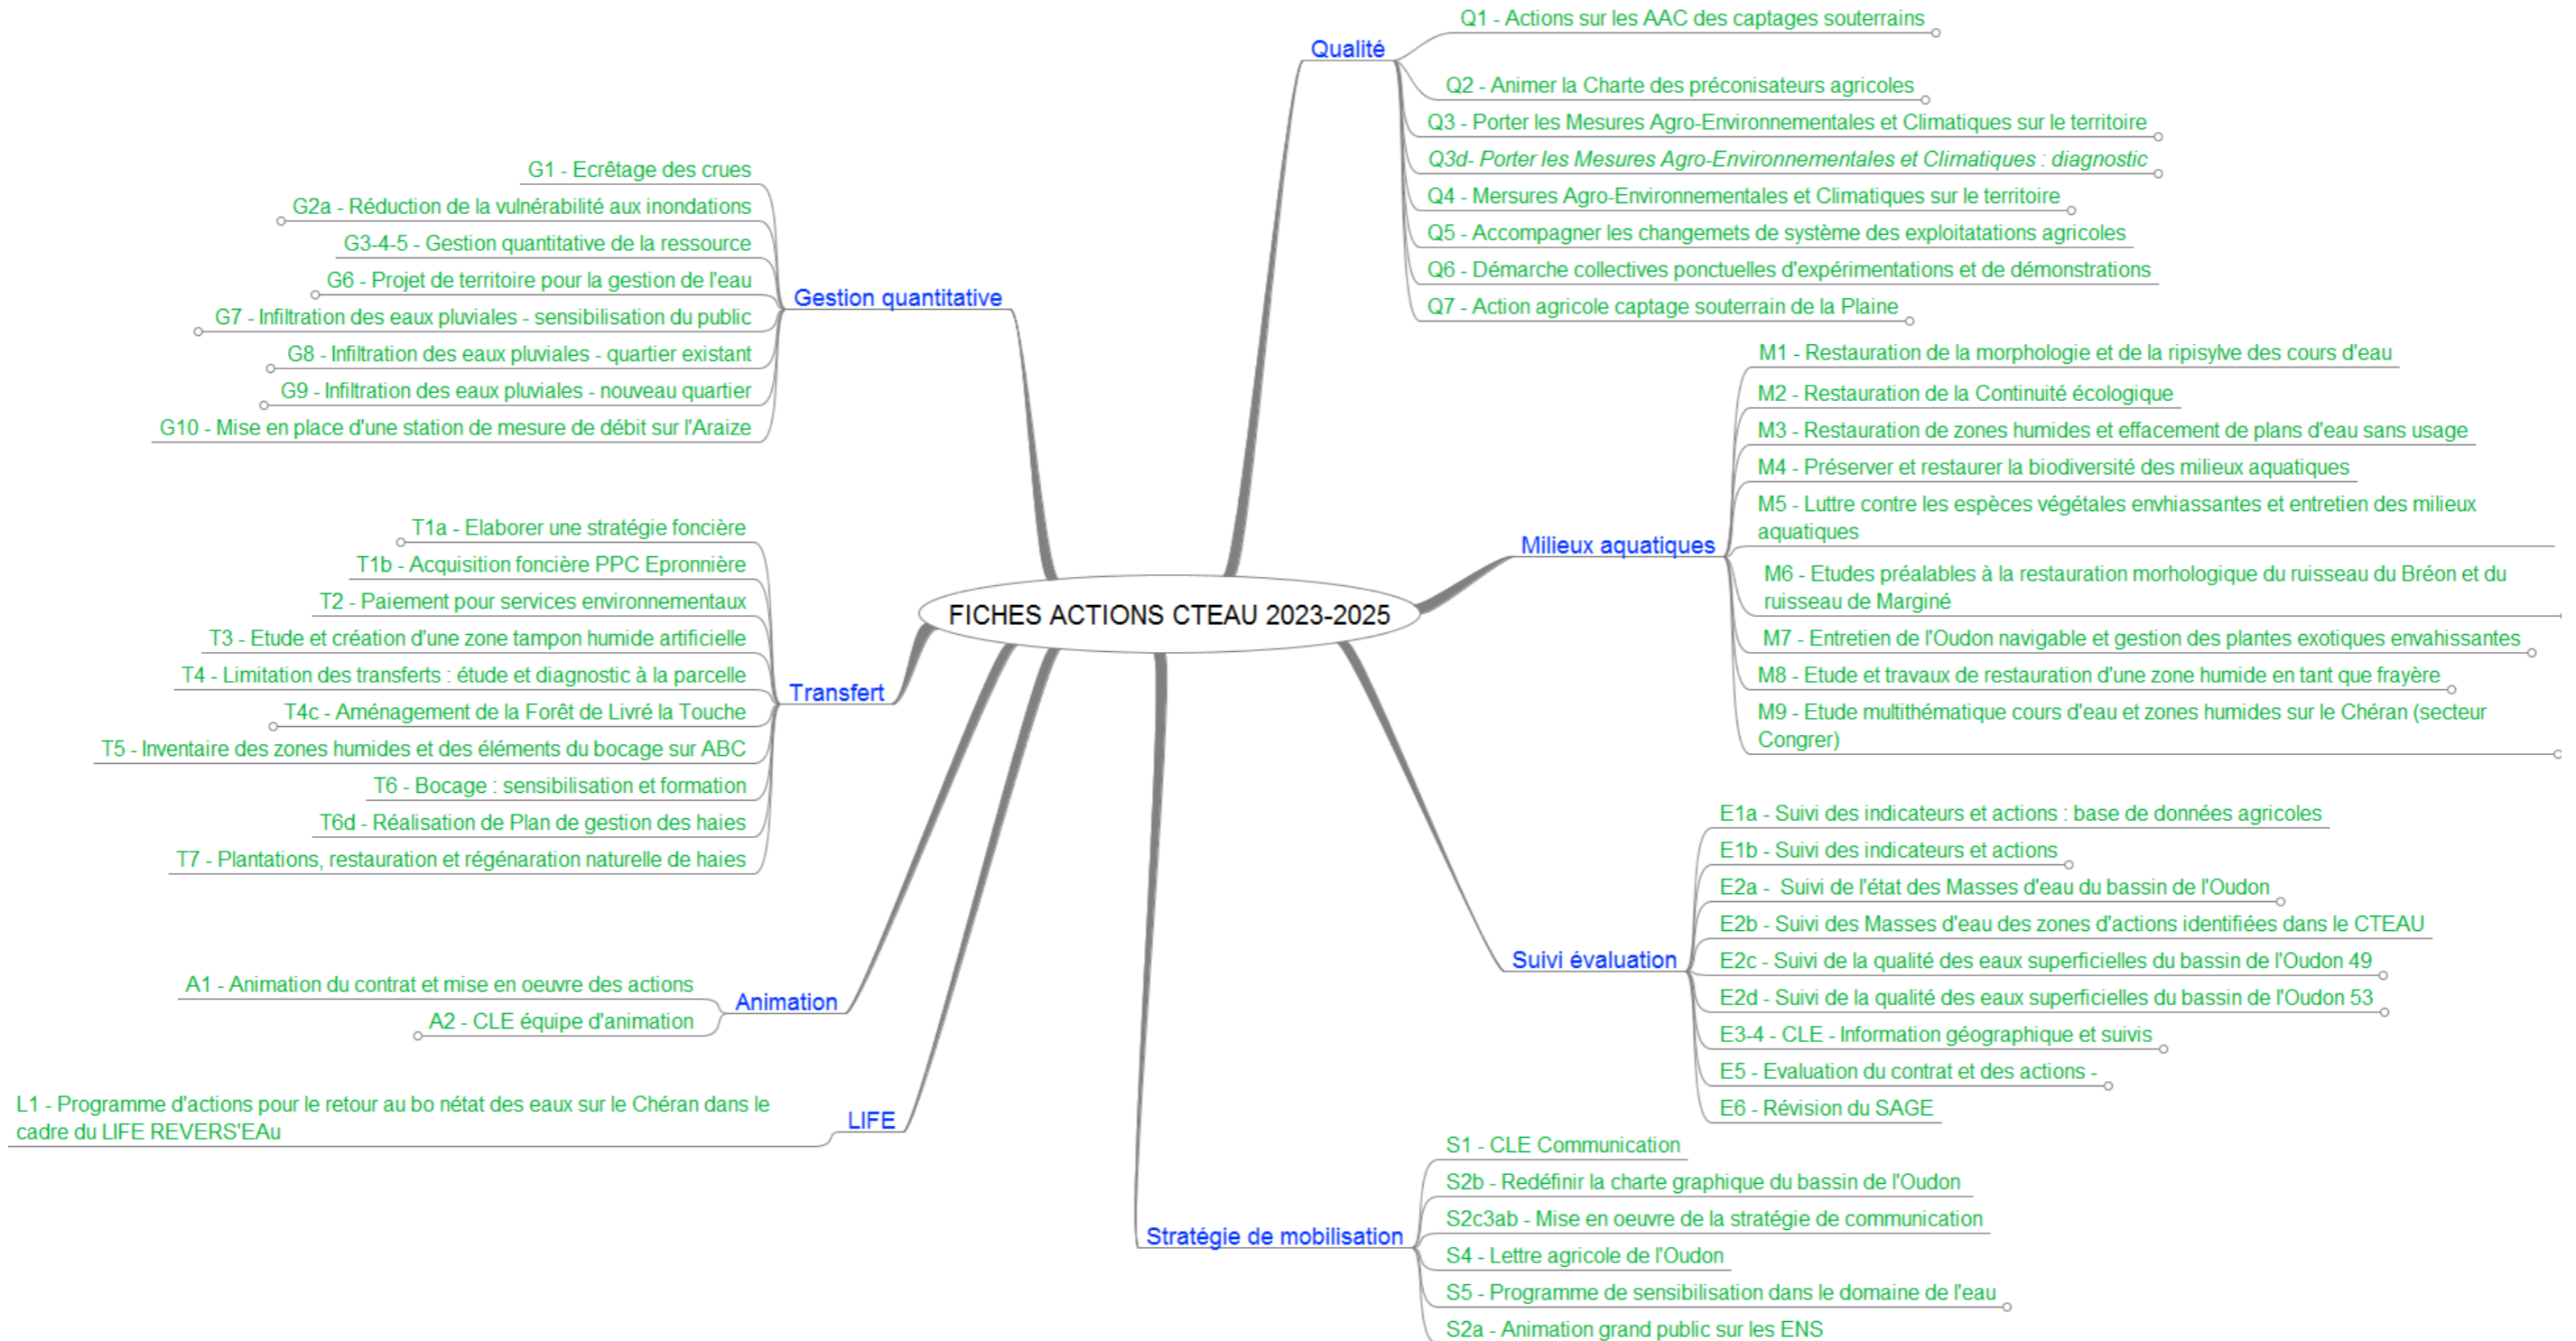 FICHES ACTIONS CTEAU 2023-2025
Qualité
Q1 - Actions sur les AAC des captages souterrains
Q2 - Animer la Charte des préconisateurs agricoles
Q3 - Porter les Mesures Agro-Environnementales et Climatiques sur le territoire
Q3d- Porter les Mesures Agro-Environnementales et Climatiques : diagnostic
Q4 - Mersures Agro-Environnementales et Climatiques sur le territoire
Q5 - Accompagner les changemets de système des exploitatations agricoles
Q6 - Démarche collectives ponctuelles d'expérimentations et de démonstrations
Q7 - Action agricole captage souterrain de la Plaine
Milieux aquatiques
M1 - Restauration de la morphologie et de la ripisylve des cours d'eau
M2 - Restauration de la Continuité écologique
M3 - Restauration de zones humides et effacement de plans d'eau sans usage
M4 - Préserver et restaurer la biodiversité des milieux aquatiques
M5 - Luttre contre les espèces végétales envhiassantes et entretien des milieux
aquatiques
M6 - Etudes préalables à la restauration morhologique du ruisseau du Bréon et du
ruisseau de Marginé
M7 - Entretien de l'Oudon navigable et gestion des plantes exotiques envahissantes
M8 - Etude et travaux de restauration d'une zone humide en tant que frayère
M9 - Etude multithématique cours d'eau et zones humides sur le Chéran (secteur
Congrer)
Suivi évaluation
E1a - Suivi des indicateurs et actions : base de données agricoles
E1b - Suivi des indicateurs et actions
E2a -  Suivi de l'état des Masses d'eau du bassin de l'Oudon
E2b - Suivi des Masses d'eau des zones d'actions identifiées dans le CTEAU
E2c - Suivi de la qualité des eaux superficielles du bassin de l'Oudon 49
E2d - Suivi de la qualité des eaux superficielles du bassin de l'Oudon 53
E3-4 - CLE - Information géographique et suivis
E5 - Evaluation du contrat et des actions -
E6 - Révision du SAGE
Stratégie de mobilisation
S1 - CLE Communication
S2b - Redéfinir la charte graphique du bassin de l'Oudon
S2c3ab - Mise en oeuvre de la stratégie de communication
S4 - Lettre agricole de l'Oudon
S5 - Programme de sensibilisation dans le domaine de l'eau
S2a - Animation grand public sur les ENS
Gestion quantitative
G1 - Ecrêtage des crues
G2a - Réduction de la vulnérabilité aux inondations
G3-4-5 - Gestion quantitative de la ressource
G6 - Projet de territoire pour la gestion de l'eau
G7 - Infiltration des eaux pluviales - sensibilisation du public
G8 - Infiltration des eaux pluviales - quartier existant
G9 - Infiltration des eaux pluviales - nouveau quartier
G10 - Mise en place d'une station de mesure de débit sur l'Araize
Transfert
T1a - Elaborer une stratégie foncière
T1b - Acquisition foncière PPC Epronnière
T2 - Paiement pour services environnementaux
T3 - Etude et création d'une zone tampon humide artificielle
T4 - Limitation des transferts : étude et diagnostic à la parcelle
T4c - Aménagement de la Forêt de Livré la Touche
T5 - Inventaire des zones humides et des éléments du bocage sur ABC
T6 - Bocage : sensibilisation et formation
T6d - Réalisation de Plan de gestion des haies
T7 - Plantations, restauration et régénaration naturelle de haies
Animation
A1 - Animation du contrat et mise en oeuvre des actions
A2 - CLE équipe d'animation
LIFE
L1 - Programme d'actions pour le retour au bo nétat des eaux sur le Chéran dans le
cadre du LIFE REVERS'EAu